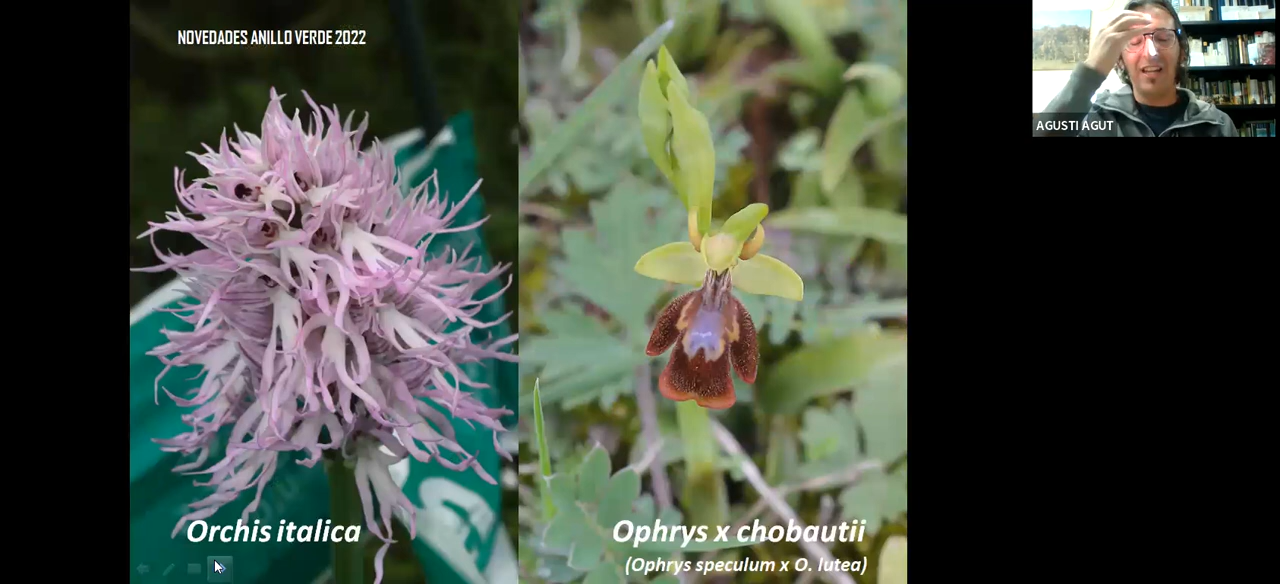 NOVEDADES ANILLO VERDE 2022
AGUSTI AGUT
Orchis italica
Ophrys x chobautii
(Ophrys speculum x O. lutea)